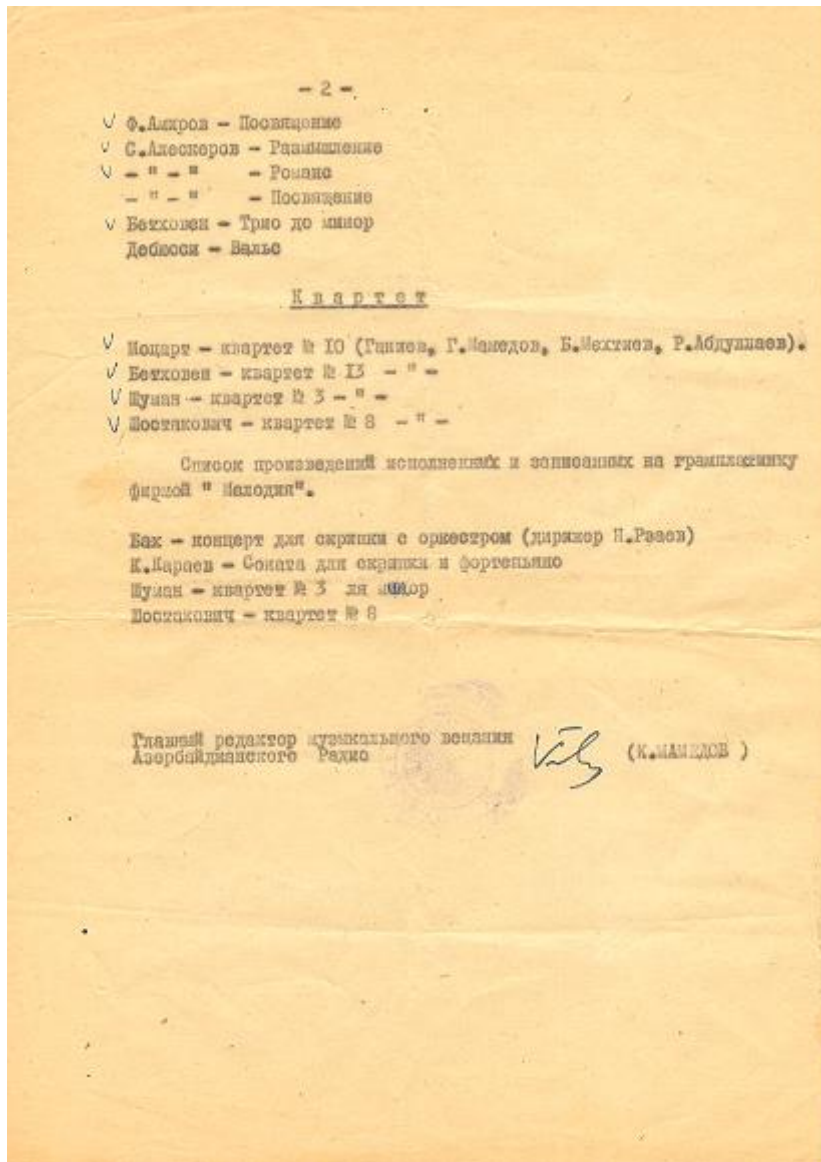 - 2 -
V Ф.Амиров - Посвящение
V С.Алескеров - Размышление
V - " - " - Романс
- " - " - Посвящение
V Бетховен - Трио до минор
Дебюсси - Вальс
Квартет
V Моцарт - квартет № 10 (Ганиев, Г.Мамедов, Б.Мехтиев, Р.Абдуллаев).
V Бетховен - квартет № 13 - " -
V Шуман - квартет № 3 - " -
V Шостакович - квартет № 8 - " -
Список произведений исполненных и записанных на грампластинку
фирмой " Мелодия".
Бах - концерт для скрипки с оркестром (дирижер Н.Рзаев)
К.Караев - Соната для скрипки и фортепьяно
Шуман - квартет № 3 ля
Шостакович - квартет № 8
Главный редактор музыкального вещания
Азербайджанского Радио
(К.МАМЕДОВ )